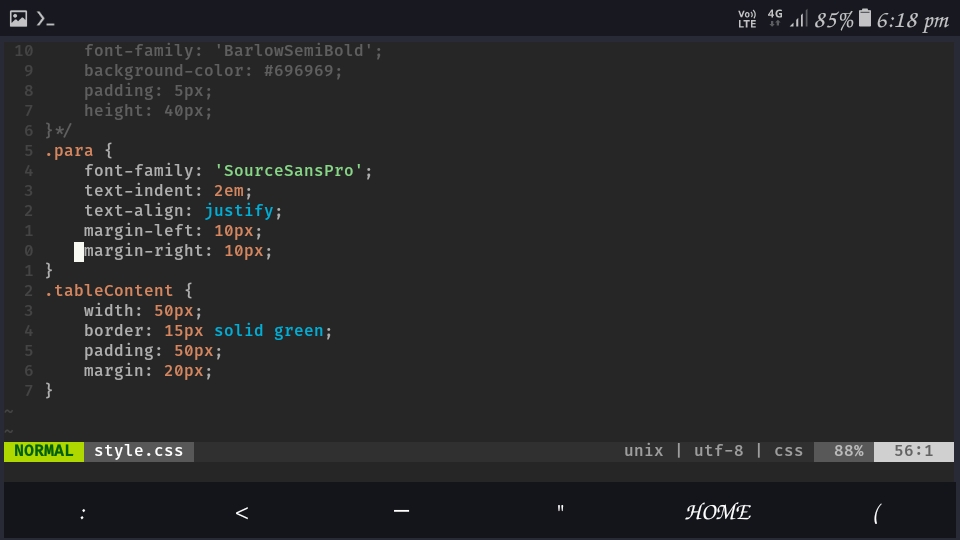 Vo)) LTE 4G 85% 6:18 pm
10 font-family: 'BarlowSemiBold';
9 background-color: #696969;
8 padding: 5px;
7 height: 40px;
6 }*/
5 .para {
4 font-family: 'SourceSansPro';
3 text-indent: 2em;
2 text-align: justify;
1 margin-left: 10px;
0 margin-right: 10px;
1 }
2 .tableContent {
3 width: 50px;
4 border: 15px solid green;
5 padding: 50px;
6 margin: 20px;
7 }
~
~
NORMAL style.css unix | utf-8 | css 88% 56:1
: < — " HOME (